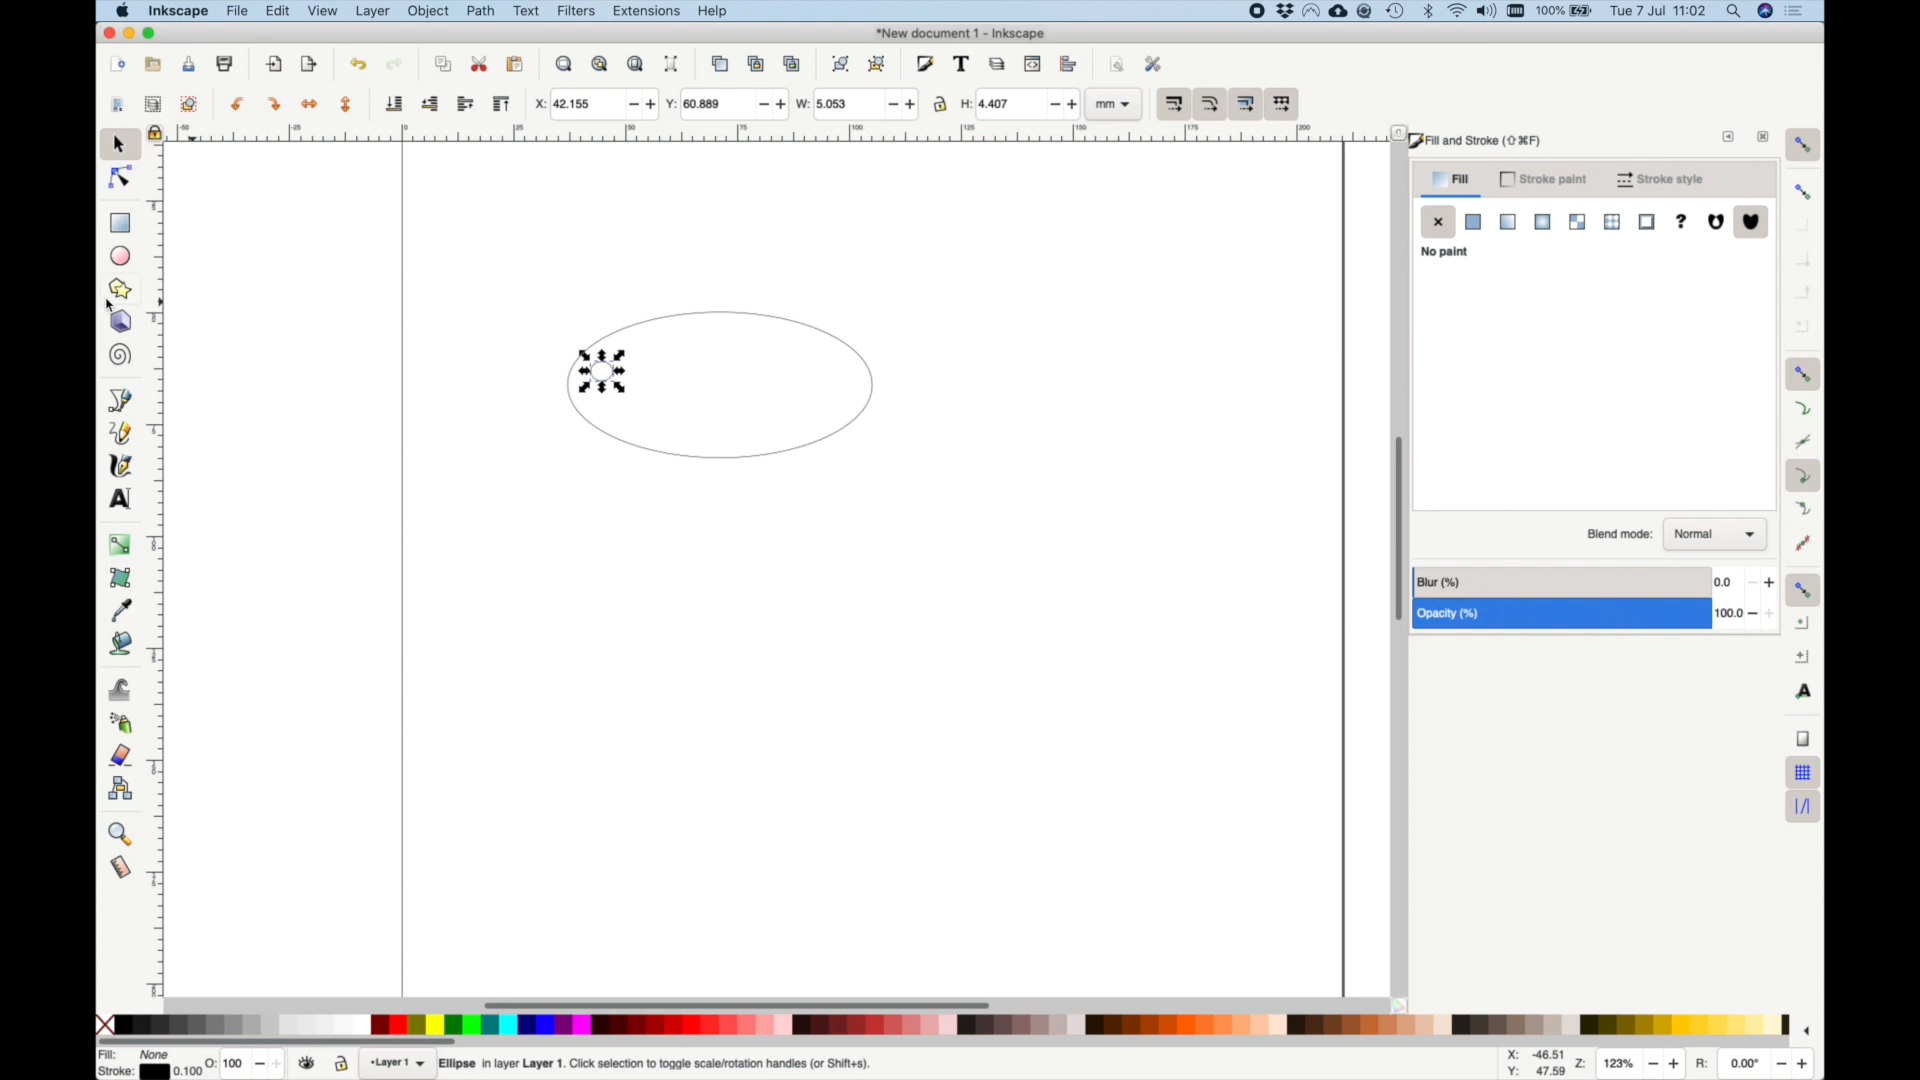 Inkscape File Edit View Layer Object Path Text Filters Extensions Help 100% Tue 7 Jul 11:02
*New document 1 - Inkscape
X: 42.155 Y: 60.889 W: 5.053 H: 4.407 mm
Fill and Stroke (⇧⌘F)
Fill Stroke paint Stroke style
No paint
Blend mode: Normal
Blur (%) 0.0
Opacity (%) 100.0
Fill: None
Stroke: 0.100
O: 100
•Layer 1
Ellipse in layer Layer 1. Click selection to toggle scale/rotation handles (or Shift+s).
X: -46.51
Y: 47.59
Z: 123% R: 0.00°